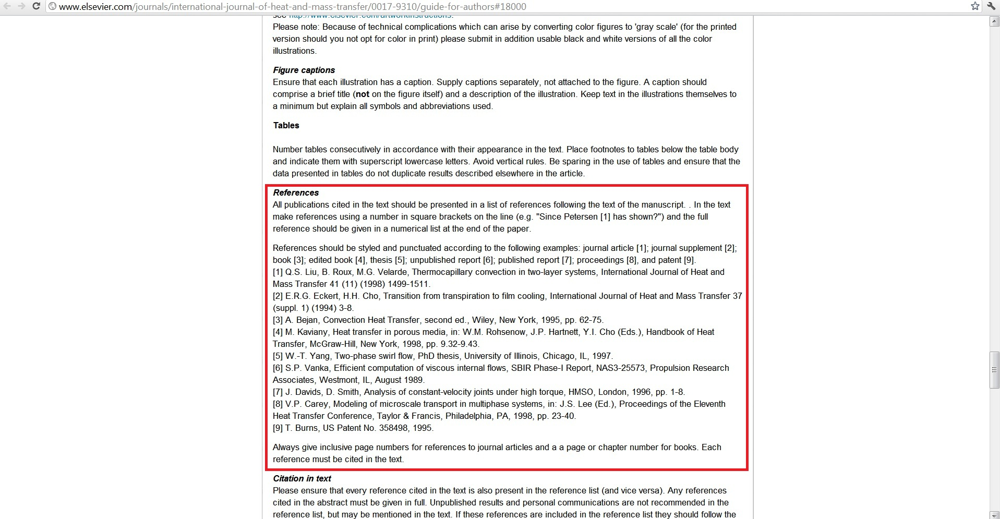 www.elsevier.com/journals/international-journal-of-heat-and-mass-transfer/0017-9310/guide-for-authors#18000
see http://www.elsevier.com/artworkinstructions.
Please note: Because of technical complications which can arise by converting color figures to 'gray scale' (for the printed
version should you not opt for color in print) please submit in addition usable black and white versions of all the color
illustrations.
Figure captions
Ensure that each illustration has a caption. Supply captions separately, not attached to the figure. A caption should
comprise a brief title (not on the figure itself) and a description of the illustration. Keep text in the illustrations themselves to
a minimum but explain all symbols and abbreviations used.
Tables
Number tables consecutively in accordance with their appearance in the text. Place footnotes to tables below the table body
and indicate them with superscript lowercase letters. Avoid vertical rules. Be sparing in the use of tables and ensure that the
data presented in tables do not duplicate results described elsewhere in the article.
References
All publications cited in the text should be presented in a list of references following the text of the manuscript. . In the text
make references using a number in square brackets on the line (e.g. "Since Petersen [1] has shown?") and the full
reference should be given in a numerical list at the end of the paper.
References should be styled and punctuated according to the following examples: journal article [1]; journal supplement [2];
book [3]; edited book [4], thesis [5]; unpublished report [6]; published report [7]; proceedings [8], and patent [9].
[1] Q.S. Liu, B. Roux, M.G. Velarde, Thermocapillary convection in two-layer systems, International Journal of Heat and
Mass Transfer 41 (11) (1998) 1499-1511.
[2] E.R.G. Eckert, H.H. Cho, Transition from transpiration to film cooling, International Journal of Heat and Mass Transfer 37
(suppl. 1) (1994) 3-8.
[3] A. Bejan, Convection Heat Transfer, second ed., Wiley, New York, 1995, pp. 62-75.
[4] M. Kaviany, Heat transfer in porous media, in: W.M. Rohsenow, J.P. Hartnett, Y.I. Cho (Eds.), Handbook of Heat
Transfer, McGraw-Hill, New York, 1998, pp. 9.32-9.43.
[5] W.-T. Yang, Two-phase swirl flow, PhD thesis, University of Illinois, Chicago, IL, 1997.
[6] S.P. Vanka, Efficient computation of viscous internal flows, SBIR Phase-I Report, NAS3-25573, Propulsion Research
Associates, Westmont, IL, August 1989.
[7] J. Davids, D. Smith, Analysis of constant-velocity joints under high torque, HMSO, London, 1996, pp. 1-8.
[8] V.P. Carey, Modeling of microscale transport in multiphase systems, in: J.S. Lee (Ed.), Proceedings of the Eleventh
Heat Transfer Conference, Taylor & Francis, Philadelphia, PA, 1998, pp. 23-40.
[9] T. Burns, US Patent No. 358498, 1995.
Always give inclusive page numbers for references to journal articles and a a page or chapter number for books. Each
reference must be cited in the text.
Citation in text
Please ensure that every reference cited in the text is also present in the reference list (and vice versa). Any references
cited in the abstract must be given in full. Unpublished results and personal communications are not recommended in the
reference list, but may be mentioned in the text. If these references are included in the reference list they should follow the